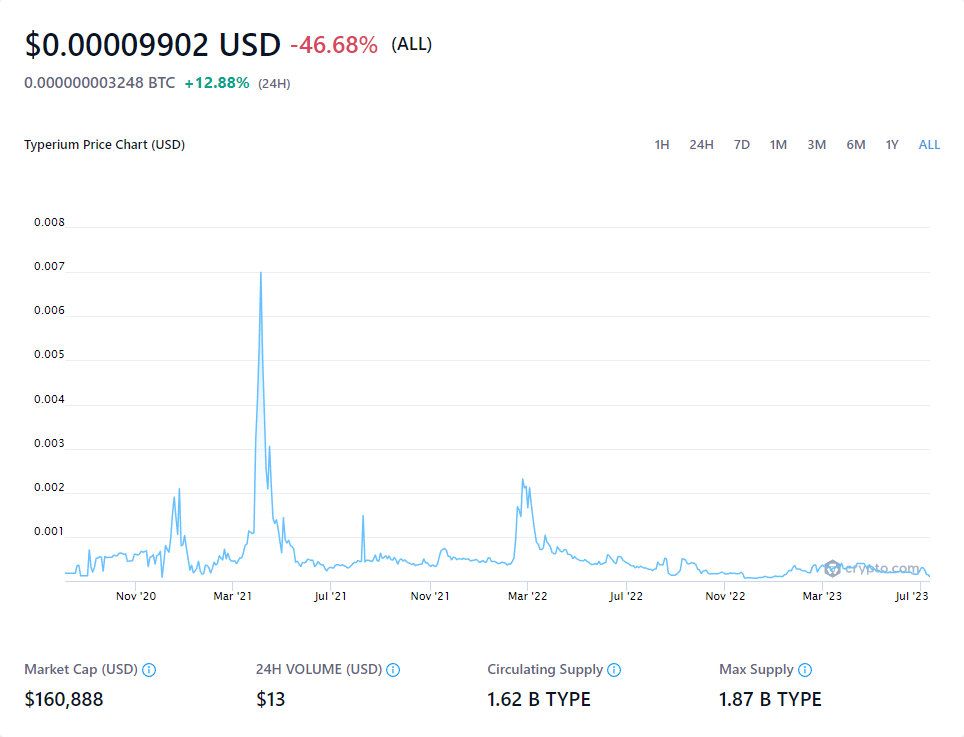 $0.00009902 USD -46.68% (ALL)
0.000000003248 BTC +12.88% (24H)
Typerium Price Chart (USD)
1H 24H 7D 1M 3M 6M 1Y ALL
0.008
0.007
0.006
0.005
0.004
0.003
0.002
0.001
crypto.com
Nov '20 Mar '21 Jul '21 Nov '21 Mar '22 Jul '22 Nov '22 Mar '23 Jul '23
Market Cap (USD) 24H VOLUME (USD) Circulating Supply Max Supply
$160,888 $13 1.62 B TYPE 1.87 B TYPE